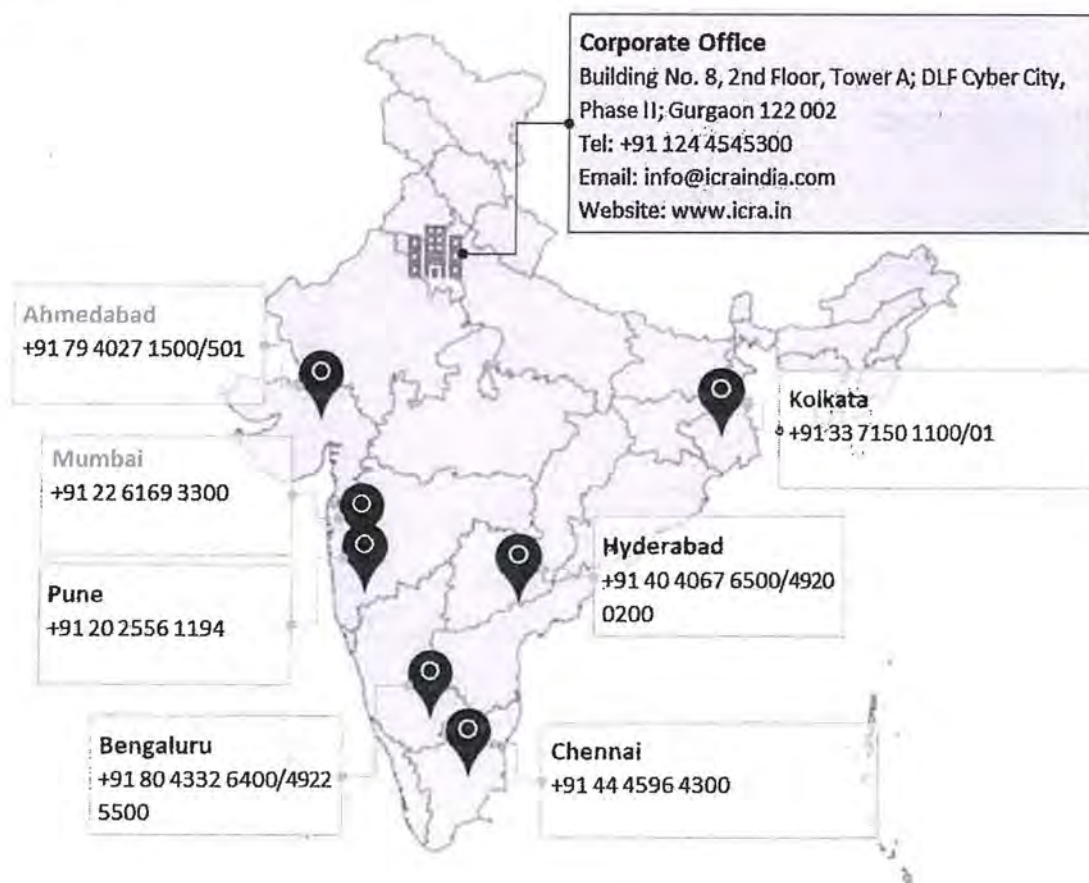 Corporate Office
Building No. 8, 2nd Floor, Tower A; DLF Cyber City,
Phase II; Gurgaon 122 002
Tel: +91 124 4545300
Email: info@icraindia.com
Website: www.icra.in
Ahmedabad
+91 79 4027 1500/501
Kolkata
+91 33 7150 1100/01
Mumbai
+91 22 6169 3300
Hyderabad
+91 40 4067 6500/4920
0200
Pune
+91 20 2556 1194
Bengaluru
+91 80 4332 6400/4922
5500
Chennai
+91 44 4596 4300